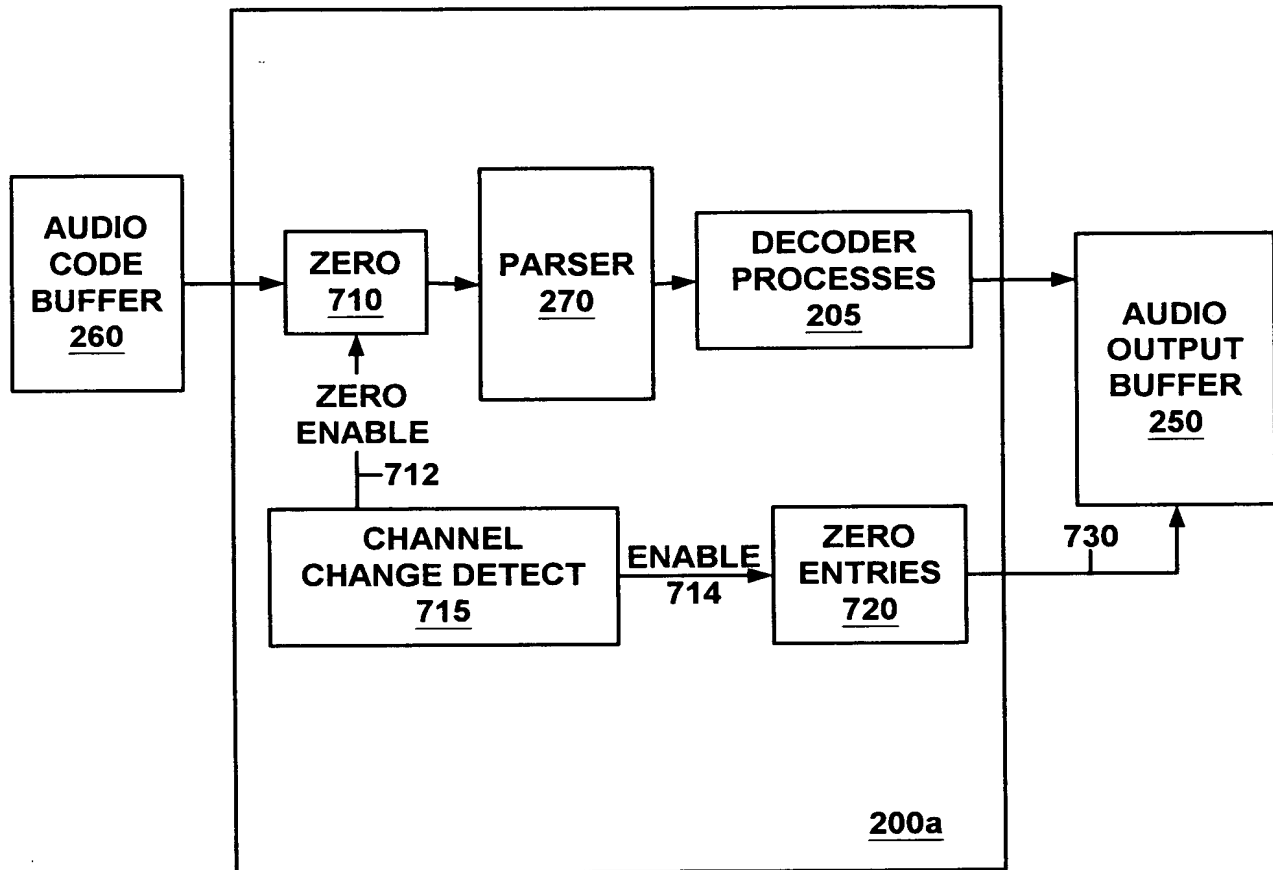 AUDIO
CODE
BUFFER
260
ZERO
710
PARSER
270
DECODER
PROCESSES
205
AUDIO
OUTPUT
BUFFER
250
ZERO
ENABLE
712
CHANNEL
CHANGE DETECT
715
ENABLE
714
ZERO
ENTRIES
720
730
200a